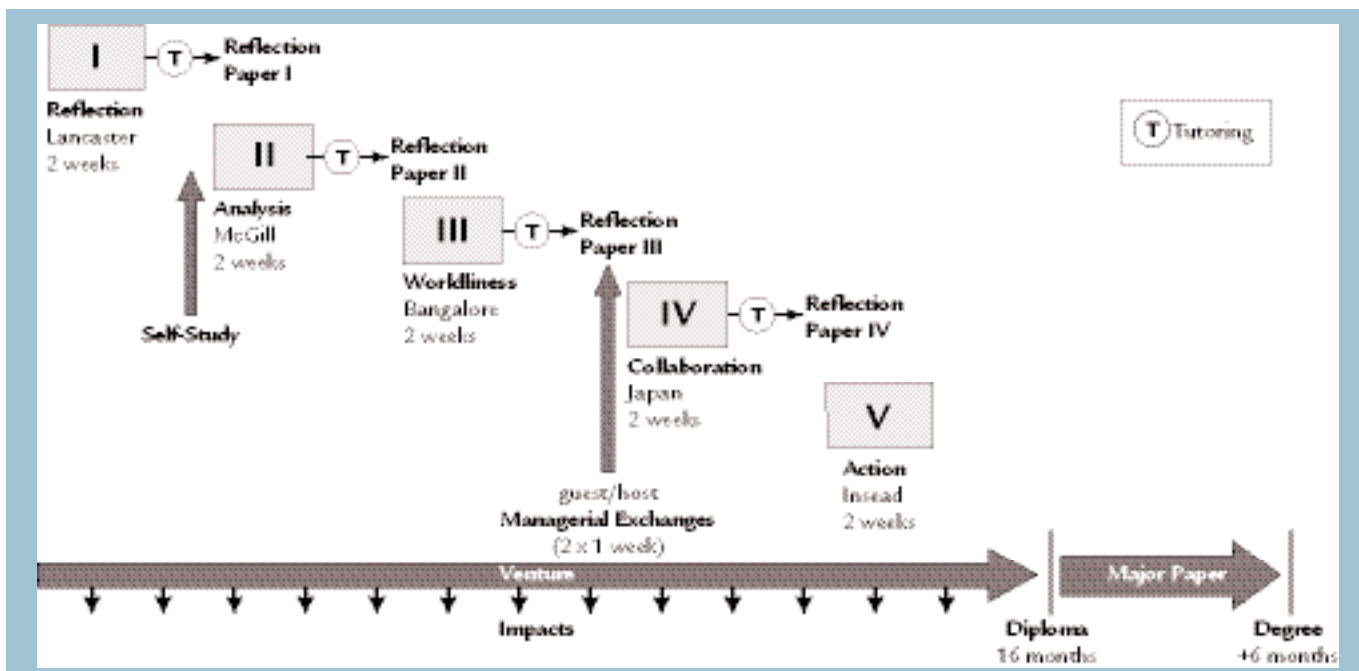 I
T
Reflection
Paper I
Reflection
Lancaster
2 weeks
II
T
Reflection
Paper II
Analysis
McGill
2 weeks
Self-Study
III
T
Reflection
Paper III
Worldliness
Bangalore
2 weeks
IV
T
Reflection
Paper IV
Collaboration
Japan
2 weeks
V
Action
Insead
2 weeks
T Tutoring
guest/host
Managerial Exchanges
(2 x 1 week)
Venture
Impacts
Major Paper
Diploma
16 months
Degree
+6 months